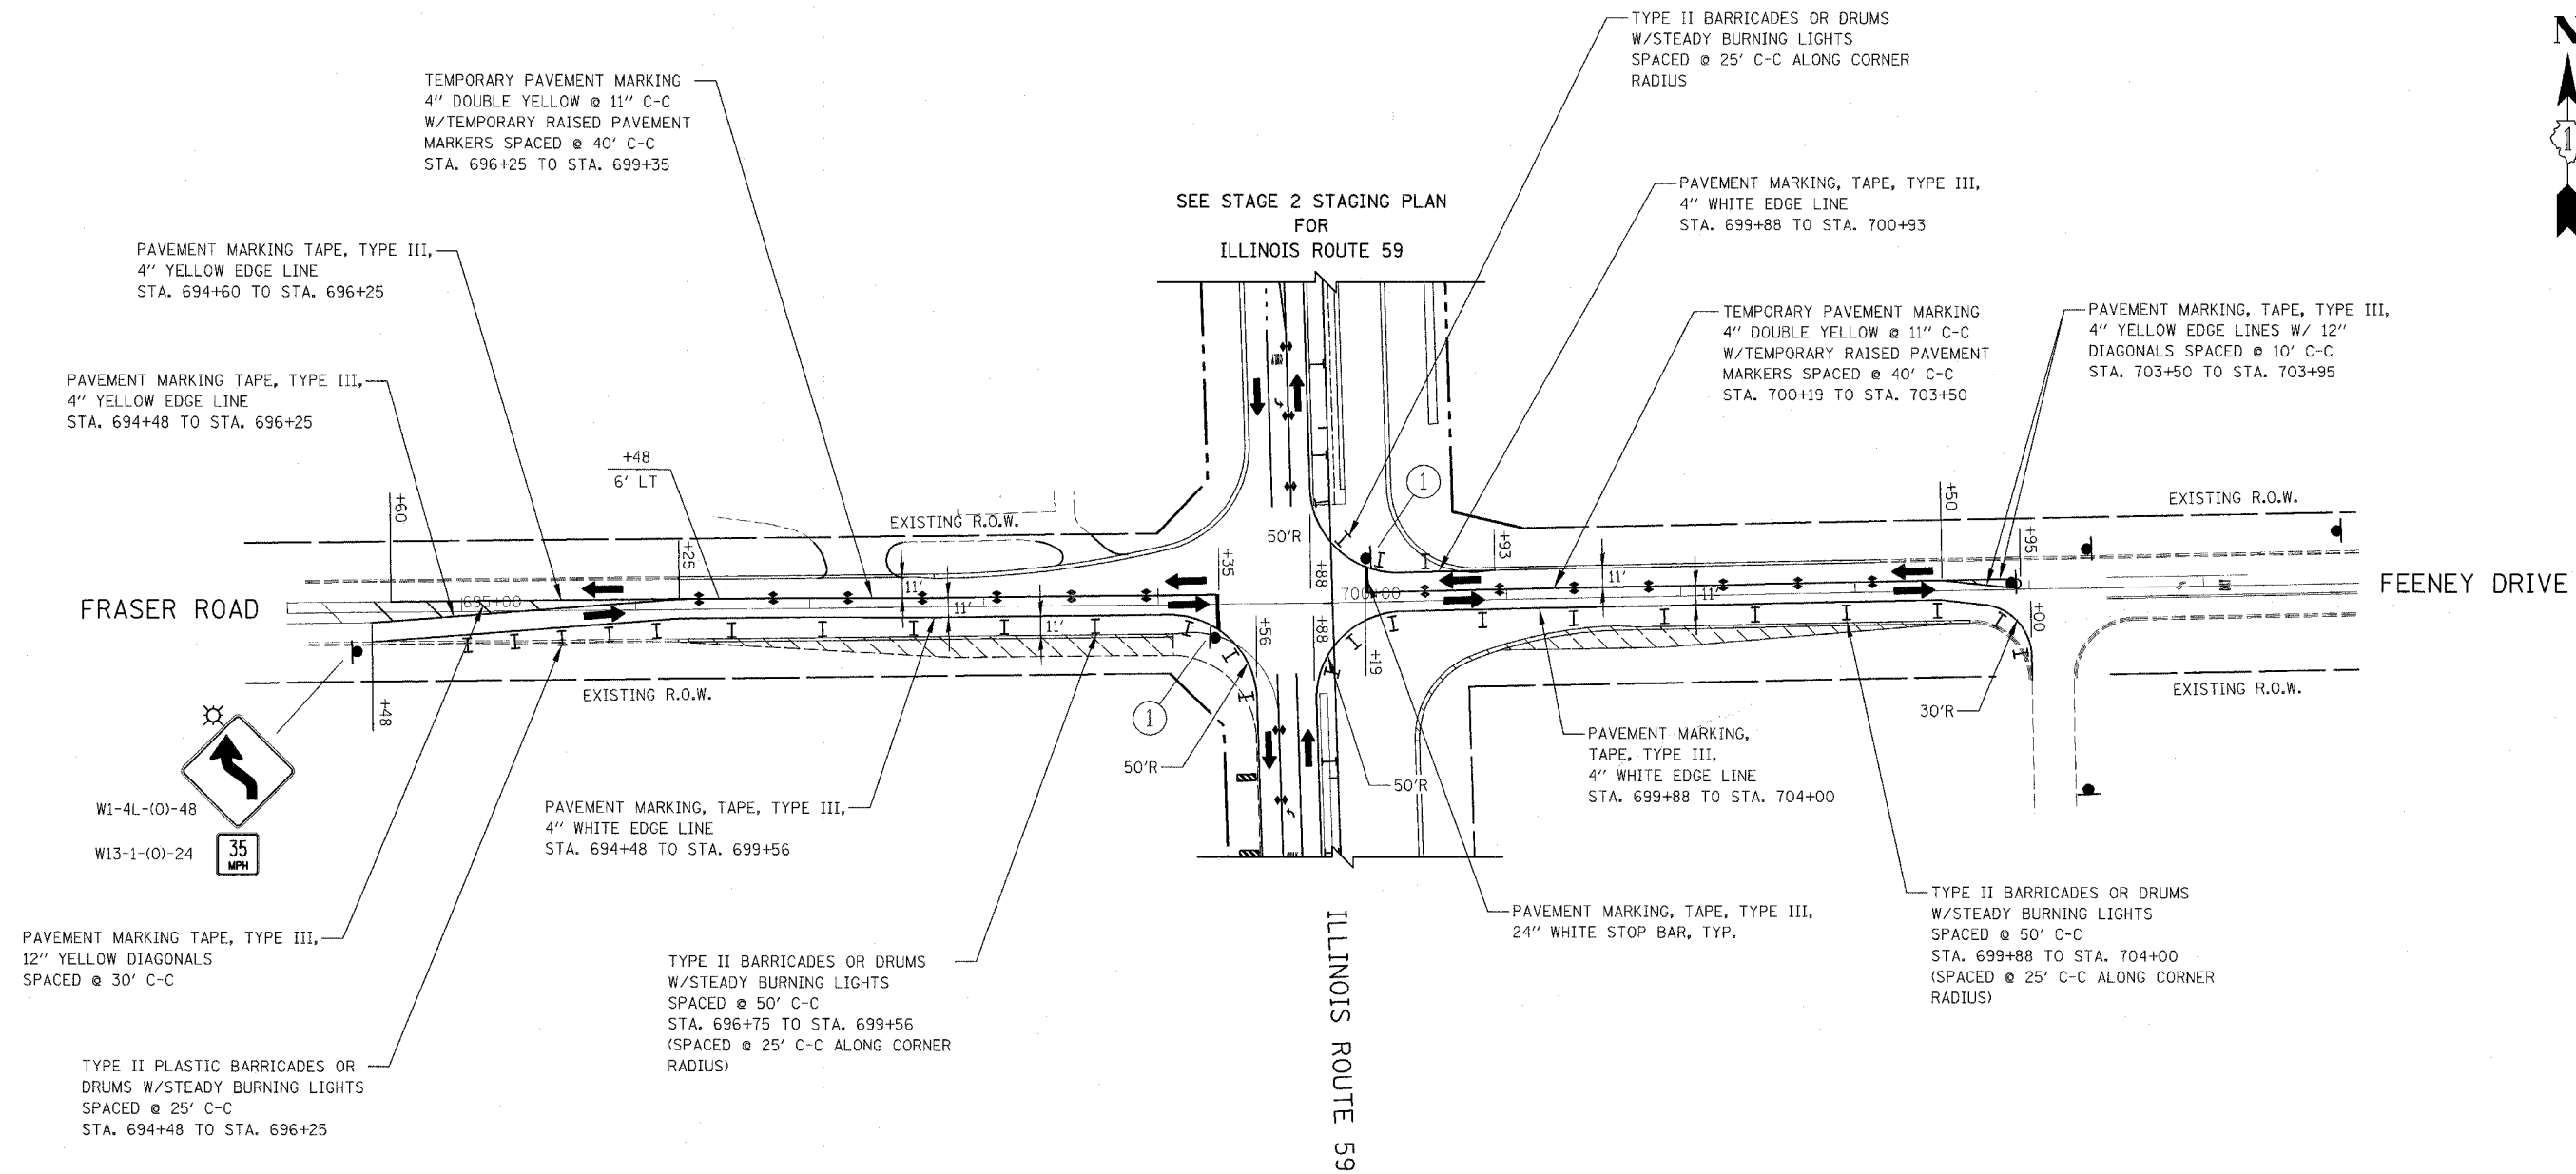 TYPE II BARRICADES OR DRUMS
W/STEADY BURNING LIGHTS
SPACED @ 25' C-C ALONG CORNER
RADIUS
N
1
TEMPORARY PAVEMENT MARKING
4" DOUBLE YELLOW @ 11" C-C
W/TEMPORARY RAISED PAVEMENT
MARKERS SPACED @ 40' C-C
STA. 696+25 TO STA. 699+35
SEE STAGE 2 STAGING PLAN
FOR
ILLINOIS ROUTE 59
PAVEMENT MARKING, TAPE, TYPE III,
4" WHITE EDGE LINE
STA. 699+88 TO STA. 700+93
PAVEMENT MARKING TAPE, TYPE III,
4" YELLOW EDGE LINE
STA. 694+60 TO STA. 696+25
TEMPORARY PAVEMENT MARKING
4" DOUBLE YELLOW @ 11" C-C
W/TEMPORARY RAISED PAVEMENT
MARKERS SPACED @ 40' C-C
STA. 700+19 TO STA. 703+50
PAVEMENT MARKING, TAPE, TYPE III,
4" YELLOW EDGE LINES W/ 12"
DIAGONALS SPACED @ 10' C-C
STA. 703+50 TO STA. 703+95
PAVEMENT MARKING TAPE, TYPE III,
4" YELLOW EDGE LINE
STA. 694+48 TO STA. 696+25
+48
6' LT
1
+60
EXISTING R.O.W.
+50
EXISTING R.O.W.
50'R
+25
+35
+88
+93
+95
11'
11'
FRASER ROAD
695+00
11'
11'
700+00
11'
FEENEY DRIVE
+56
+88
+19
+00
EXISTING R.O.W.
EXISTING R.O.W.
+48
1
30'R
50'R
50'R
W1-4L-(O)-48
W13-1-(O)-24
35
MPH
PAVEMENT MARKING, TAPE, TYPE III,
4" WHITE EDGE LINE
STA. 694+48 TO STA. 699+56
PAVEMENT MARKING,
TAPE, TYPE III,
4" WHITE EDGE LINE
STA. 699+88 TO STA. 704+00
PAVEMENT MARKING TAPE, TYPE III,
12" YELLOW DIAGONALS
SPACED @ 30' C-C
TYPE II BARRICADES OR DRUMS
W/STEADY BURNING LIGHTS
SPACED @ 50' C-C
STA. 696+75 TO STA. 699+56
(SPACED @ 25' C-C ALONG CORNER
RADIUS)
PAVEMENT MARKING, TAPE, TYPE III,
24" WHITE STOP BAR, TYP.
TYPE II BARRICADES OR DRUMS
W/STEADY BURNING LIGHTS
SPACED @ 50' C-C
STA. 699+88 TO STA. 704+00
(SPACED @ 25' C-C ALONG CORNER
RADIUS)
TYPE II PLASTIC BARRICADES OR
DRUMS W/STEADY BURNING LIGHTS
SPACED @ 25' C-C
STA. 694+48 TO STA. 696+25
ILLINOIS ROUTE 59